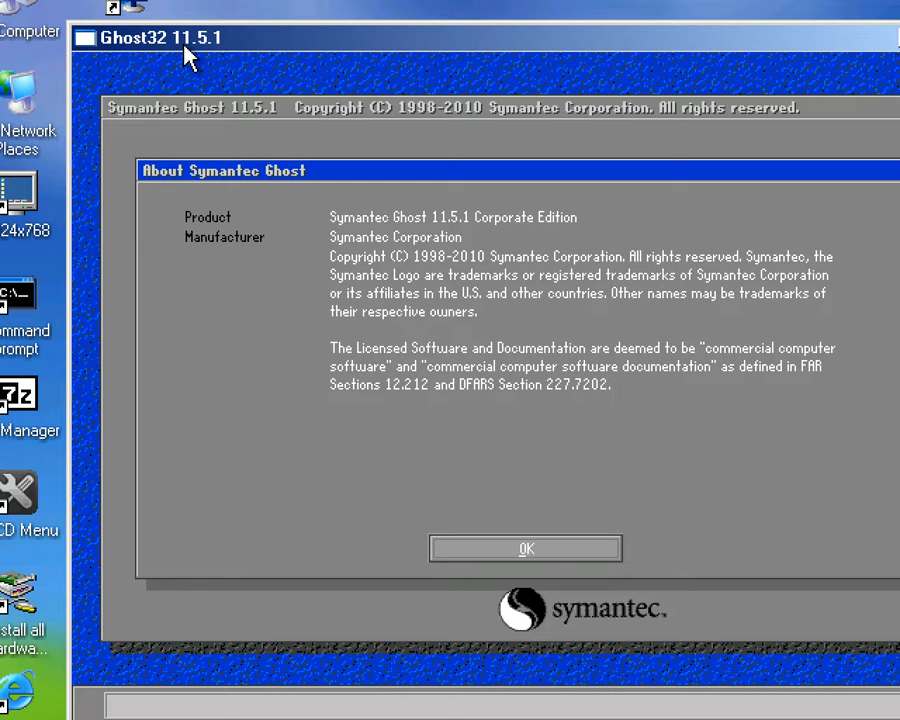 Computer
Ghost32 11.5.1
Symantec Ghost 11.5.1 Copyright (C) 1998-2010 Symantec Corporation. All rights reserved.
Network
Places
About Symantec Ghost
Product Symantec Ghost 11.5.1 Corporate Edition
Manufacturer Symantec Corporation
Copyright (C) 1998-2010 Symantec Corporation. All rights reserved. Symantec, the
Symantec Logo are trademarks or registered trademarks of Symantec Corporation
or its affiliates in the U.S. and other countries. Other names may be trademarks of
their respective owners.
The Licensed Software and Documentation are deemed to be "commercial computer
software" and "commercial computer software documentation" as defined in FAR
Sections 12.212 and DFARS Section 227.7202.
24x768
C:\_
ommand
prompt
7z
Manager
CD Menu
stall all
ardwa...
OK
symantec.